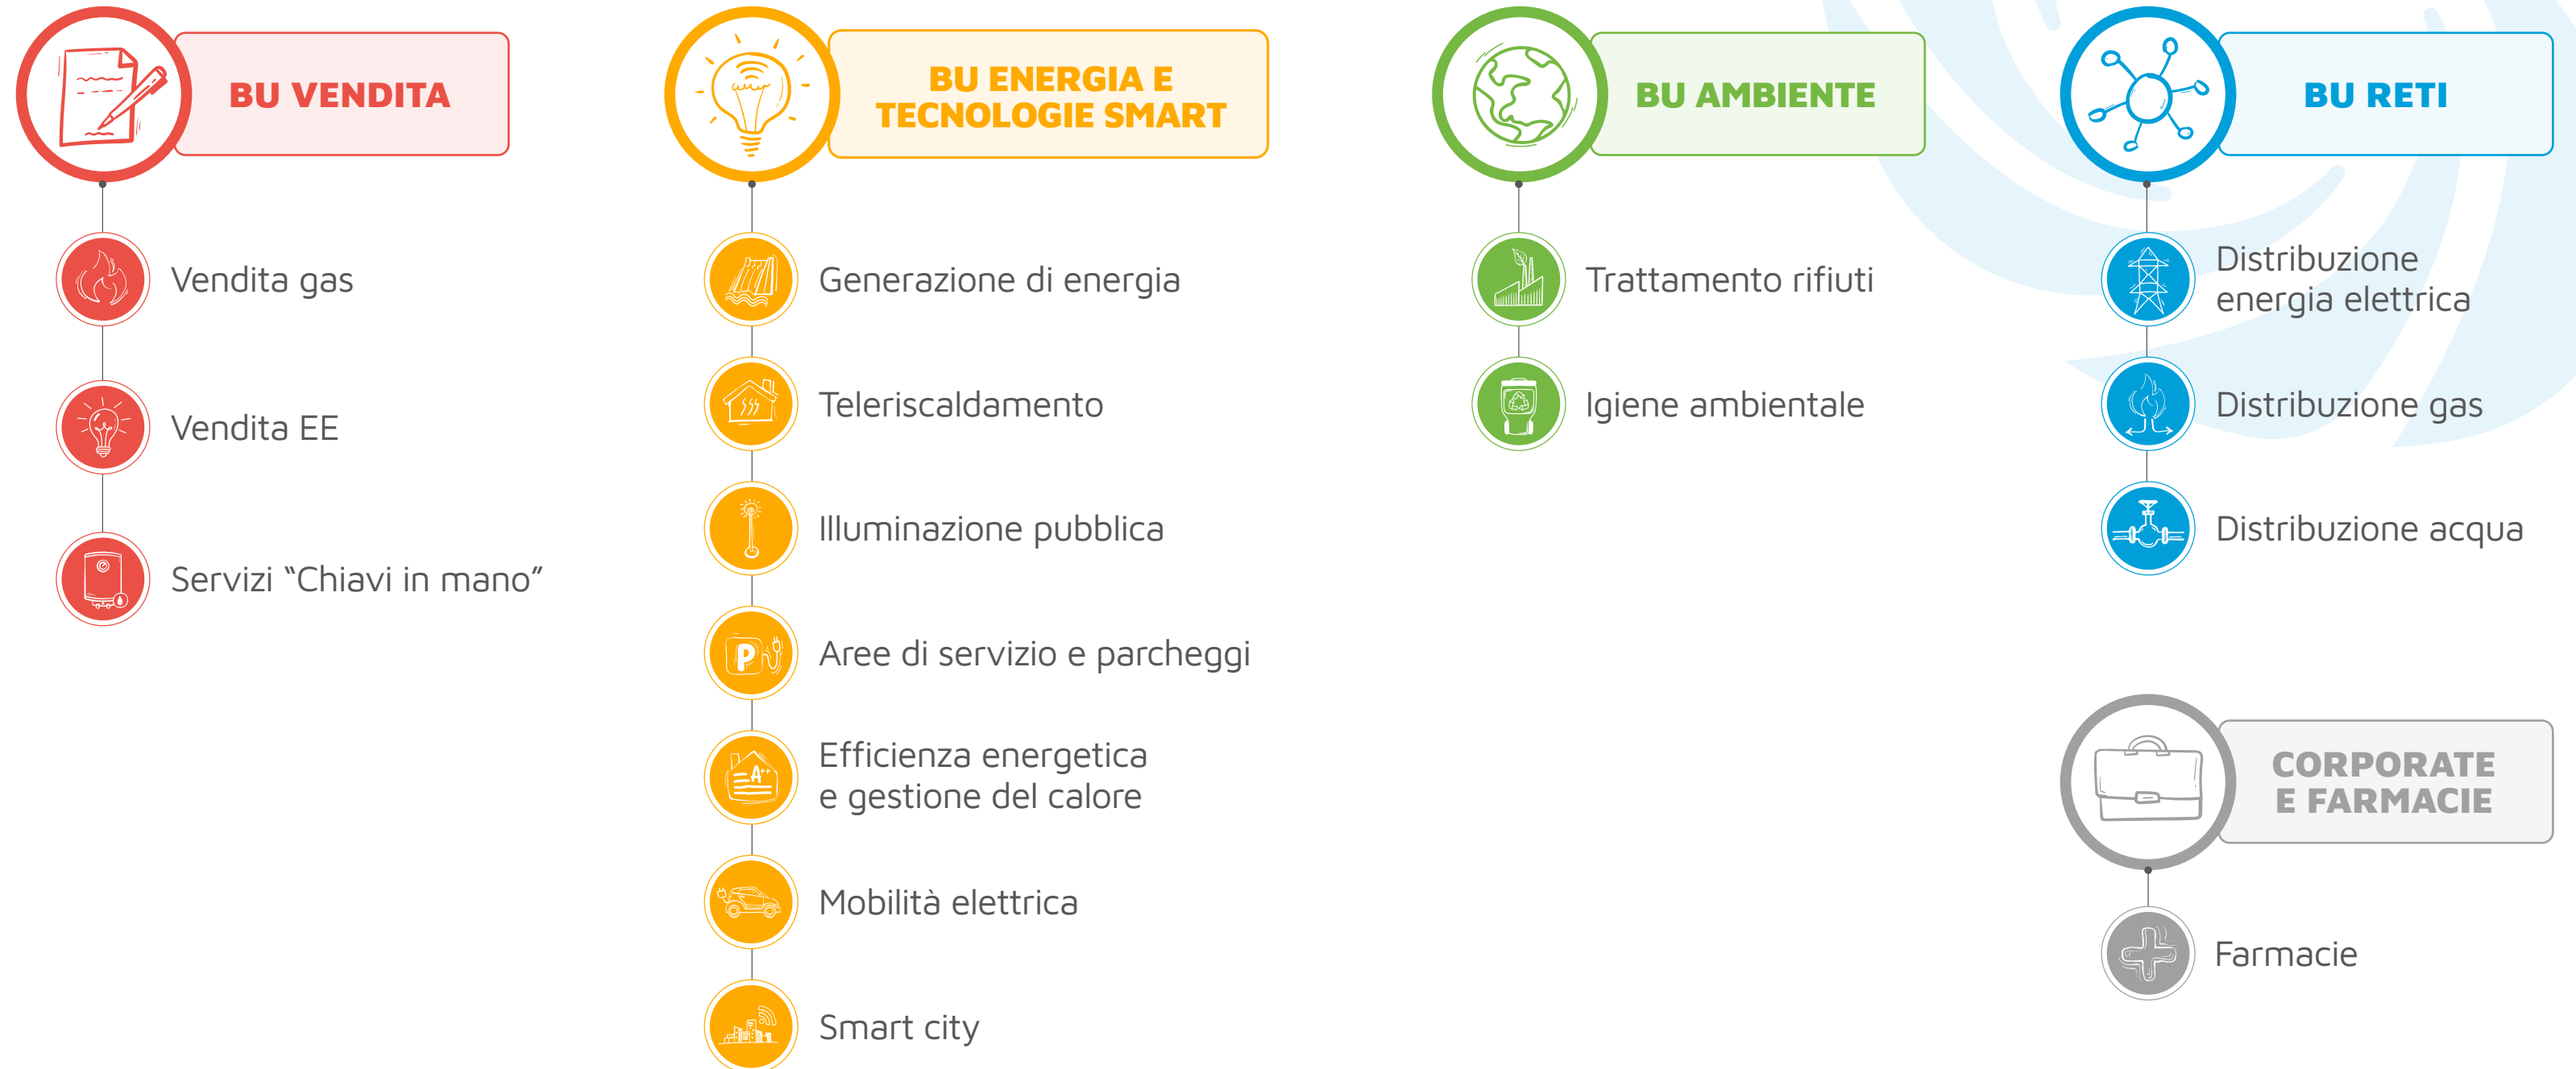 BU VENDITA
Vendita gas
Vendita EE
Servizi “Chiavi in mano”
BU ENERGIA E
TECNOLOGIE SMART
Generazione di energia
Teleriscaldamento
Illuminazione pubblica
P
Aree di servizio e parcheggi
A++
Efficienza energetica
e gestione del calore
Mobilità elettrica
Smart city
BU AMBIENTE
Trattamento rifiuti
Igiene ambientale
BU RETI
Distribuzione
energia elettrica
Distribuzione gas
Distribuzione acqua
CORPORATE
E FARMACIE
Farmacie